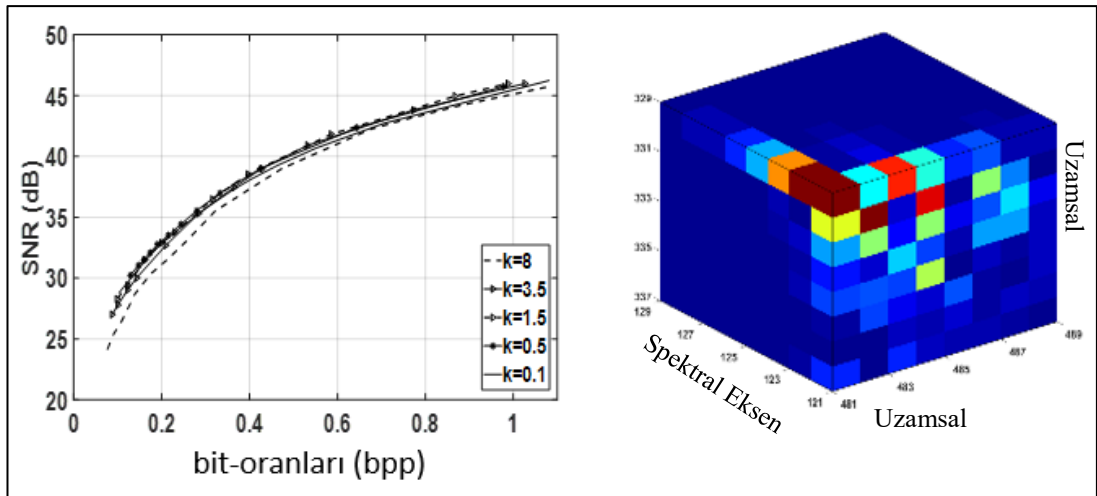 50
45
40
35
30
25
20
SNR (dB)
k=8
k=3.5
k=1.5
k=0.5
k=0.1
0
0.2
0.4
0.6
0.8
1
bit-oranları (bpp)
329
331
333
335
337
129
127
125
123
121
481
483
485
487
489
Spektral Eksen
Uzamsal
Uzamsal